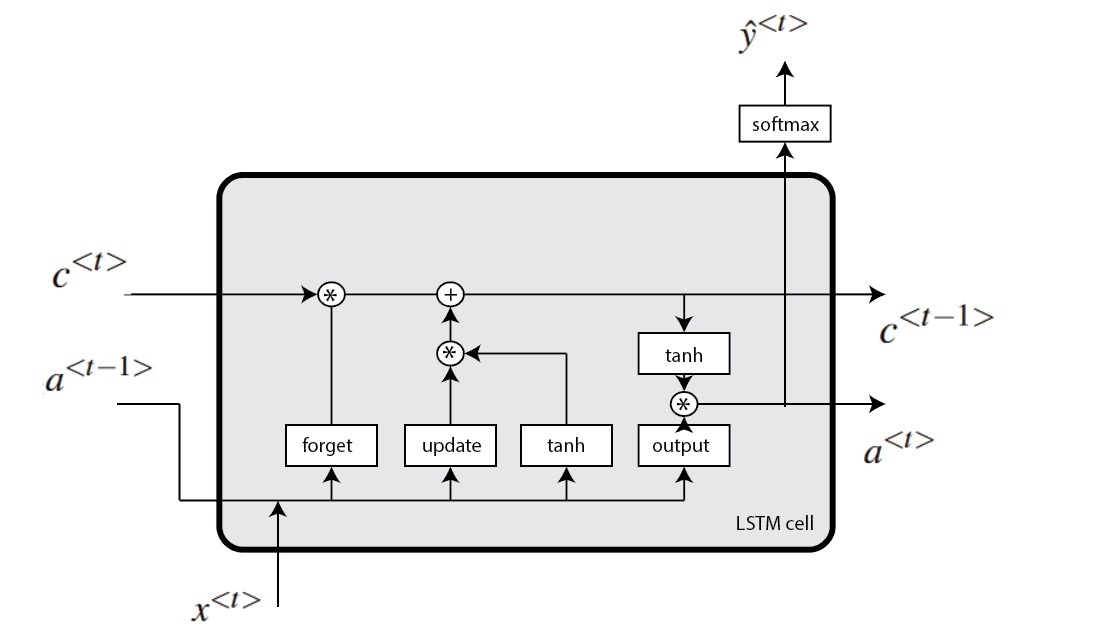 ŷ<t>
softmax
c<t>
* +
c<t−1>
* tanh
a<t−1>
*
forget update tanh output
a<t>
LSTM cell
x<t>